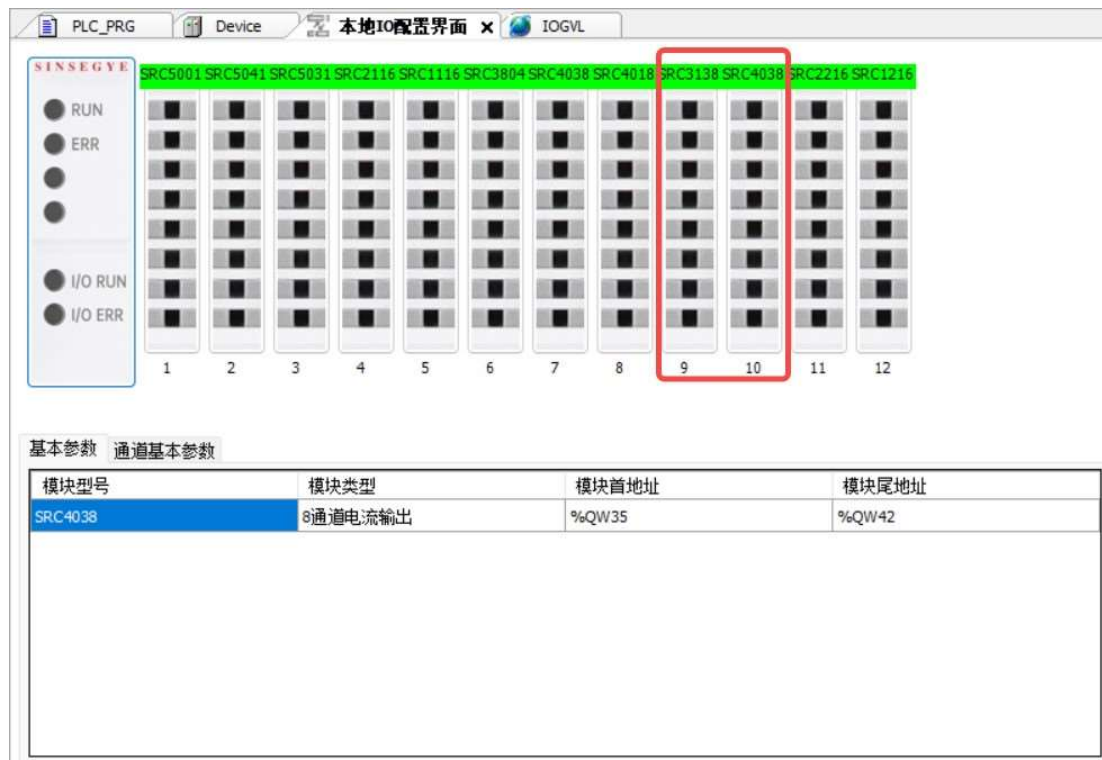 PLC_PRG Device 本地IO配置界面 x IOGVL
SINSEGYE
SRC5001 SRC5041 SRC5031 SRC2116 SRC1116 SRC3804 SRC4038 SRC4018 SRC3138 SRC4038 SRC2216 SRC1216
RUN
ERR
I/O RUN
I/O ERR
1 2 3 4 5 6 7 8 9 10 11 12
基本参数 通道基本参数
模块型号 模块类型 模块首地址 模块尾地址
SRC4038 8通道电流输出 %QW35 %QW42